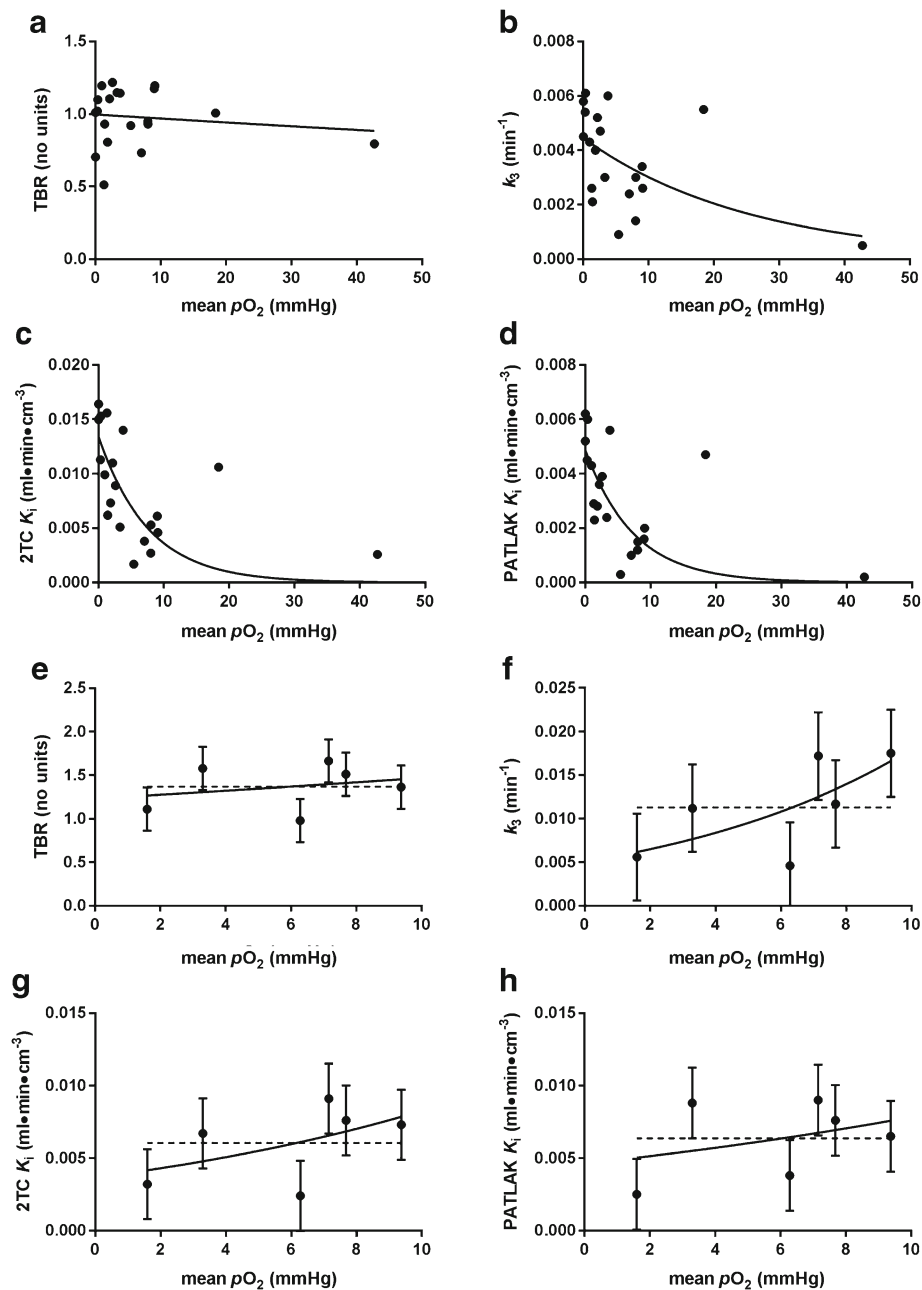 a
1.5
1.0
0.5
0.0
TBR (no units)
0 10 20 30 40 50
mean pO2 (mmHg)
b
0.008
0.006
0.004
0.002
0.000
k3 (min-1)
0 10 20 30 40 50
mean pO2 (mmHg)
c
0.020
0.015
0.010
0.005
0.000
2TC Ki (ml•min•cm-3)
0 10 20 30 40 50
mean pO2 (mmHg)
d
0.008
0.006
0.004
0.002
0.000
PATLAK Ki (ml•min•cm-3)
0 10 20 30 40 50
mean pO2 (mmHg)
e
2.5
2.0
1.5
1.0
0.5
0.0
TBR (no units)
0 2 4 6 8 10
mean pO2 (mmHg)
f
0.025
0.020
0.015
0.010
0.005
0.000
k3 (min-1)
0 2 4 6 8 10
mean pO2 (mmHg)
g
0.015
0.010
0.005
0.000
2TC Ki (ml•min•cm-3)
0 2 4 6 8 10
mean pO2 (mmHg)
h
0.015
0.010
0.005
0.000
PATLAK Ki (ml•min•cm-3)
0 2 4 6 8 10
mean pO2 (mmHg)